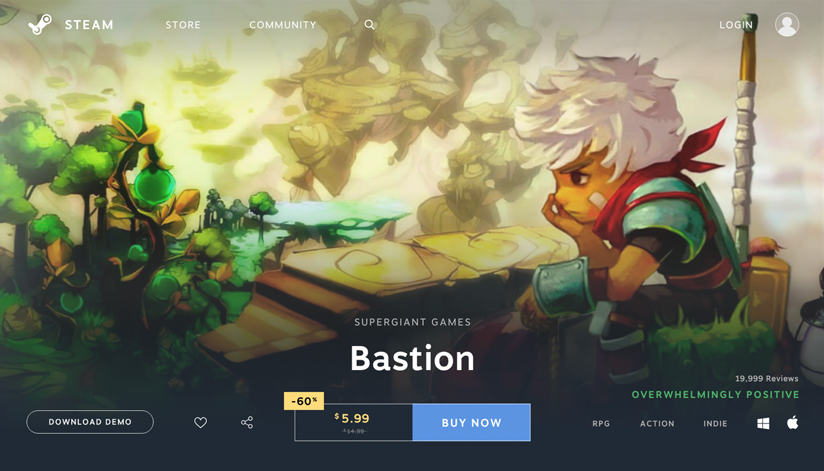 STEAM
STORE
COMMUNITY
LOGIN
SUPERGIANT GAMES
Bastion
19,999 Reviews
OVERWHELMINGLY POSITIVE
-60%
DOWNLOAD DEMO
$5.99
$14.99
BUY NOW
RPG
ACTION
INDIE